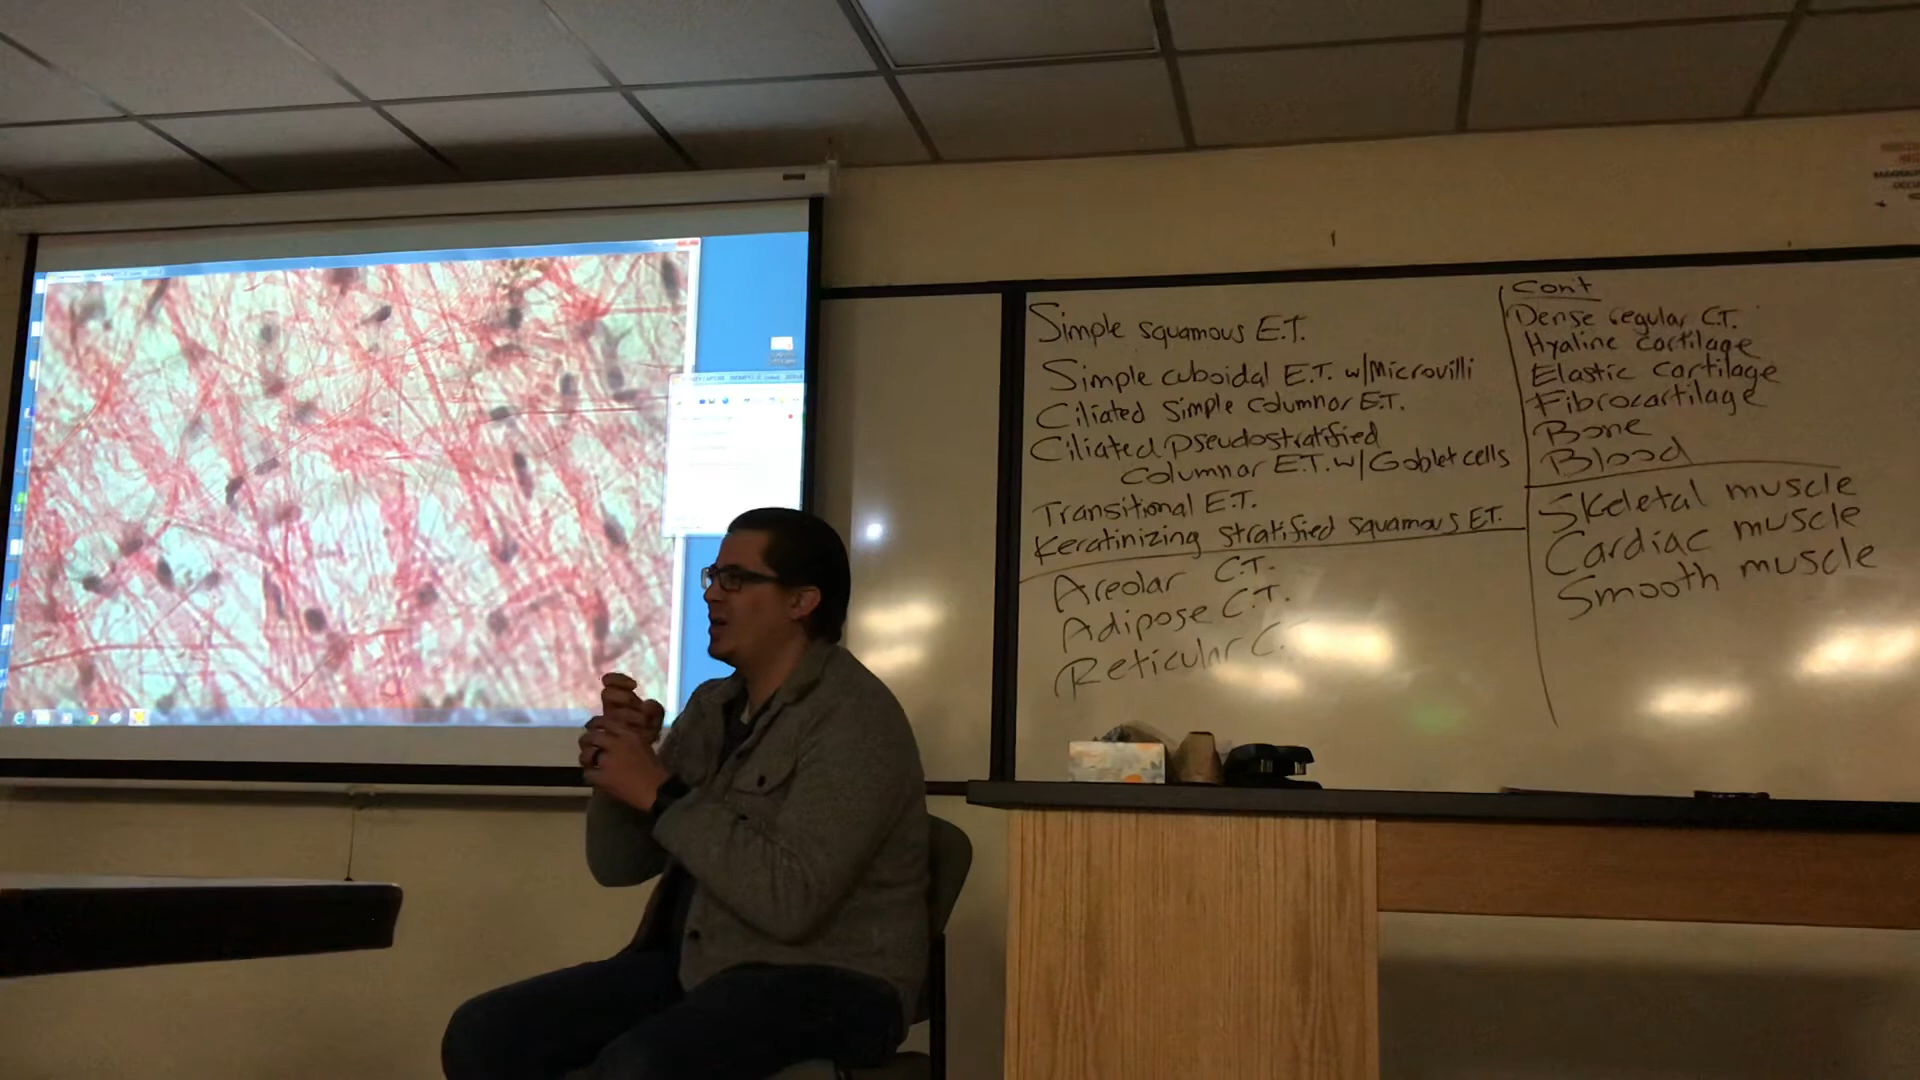 Simple squamous E.T.
Simple cuboidal E.T. w/Microvilli
Ciliated Simple columnar E.T.
Ciliated pseudostratified
columnar E.T. w/Goblet cells
Transitional E.T.
Keratinizing stratified squamous E.T.
Areolar C.T.
Adipose C.T.
Reticular C.
Cont
Dense regular C.T.
Hyaline cartilage
Elastic cartilage
Fibrocartilage
Bone
Blood
Skeletal muscle
Cardiac muscle
Smooth muscle